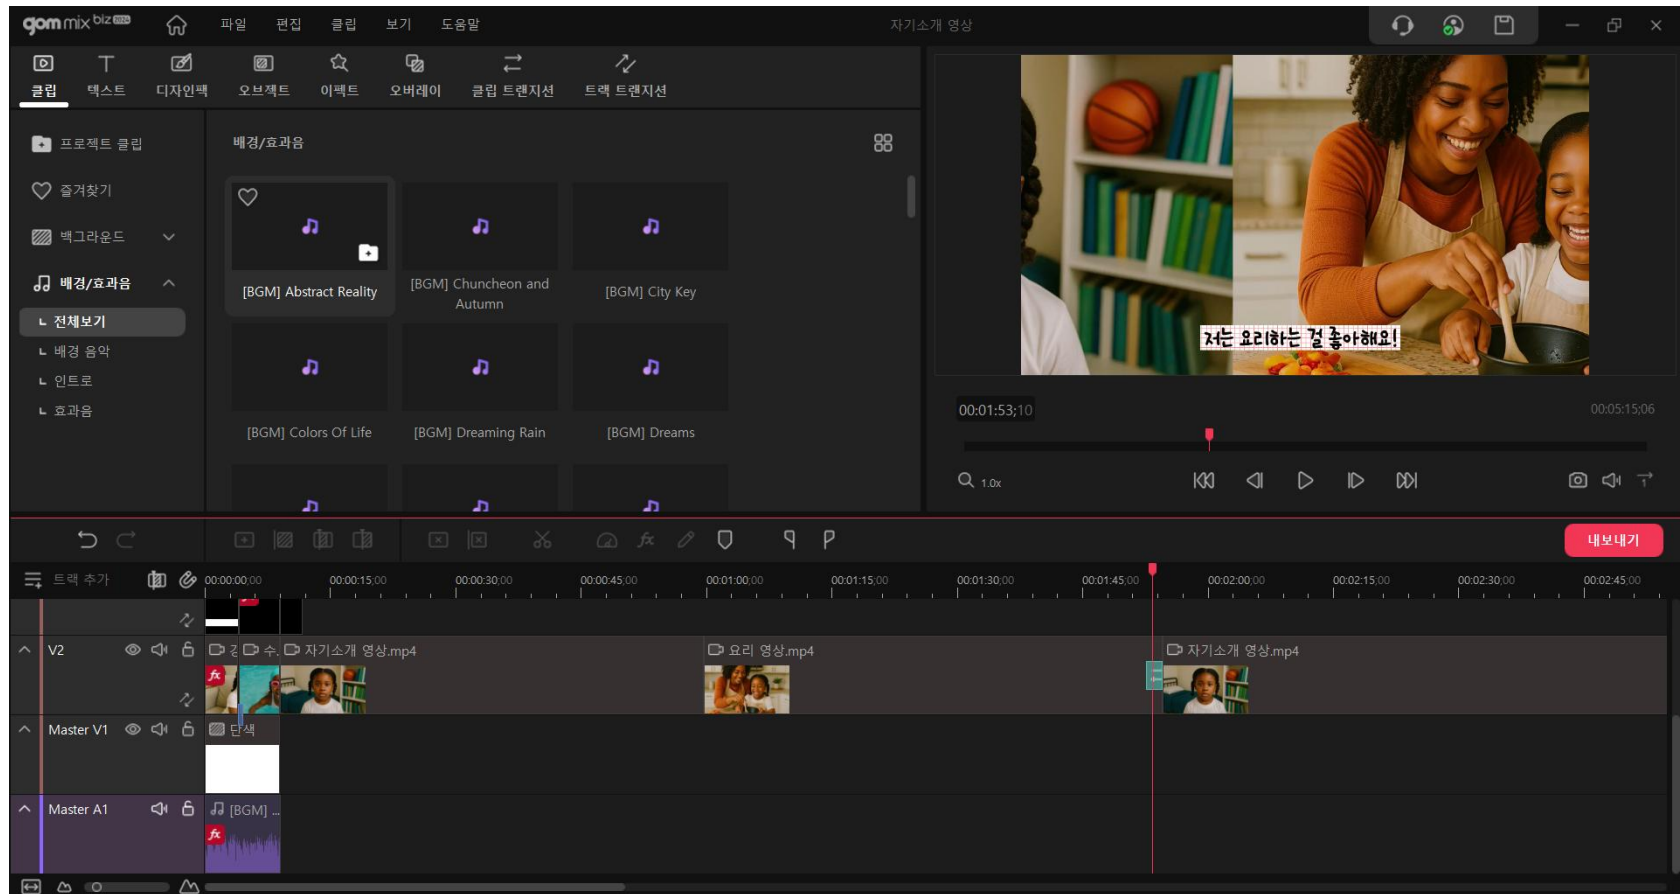 gom mix biz 2024
파일 편집 클립 보기 도움말
자기소개 영상
클립 텍스트 디자인팩 오브젝트 이펙트 오버레이 클립 트랜지션 트랙 트랜지션
프로젝트 클립
즐겨찾기
백그라운드
배경/효과음
ㄴ 전체보기
ㄴ 배경 음악
ㄴ 인트로
ㄴ 효과음
배경/효과음
[BGM] Abstract Reality
[BGM] Chuncheon and
Autumn
[BGM] City Key
[BGM] Colors Of Life
[BGM] Dreaming Rain
[BGM] Dreams
저는 요리하는 걸 좋아해요!
00:01:53;10
00:05:15;06
1.0x
1
fx
내보내기
트랙 추가
00:00:00;00 00:00:15;00 00:00:30;00 00:00:45;00 00:01:00;00 00:01:15;00 00:01:30;00 00:01:45;00 00:02:00;00 00:02:15;00 00:02:30;00 00:02:45;00
V2
수.. 자기소개 영상.mp4 요리 영상.mp4 자기소개 영상.mp4
fx
Master V1
단색
Master A1
[BGM] ...
fx